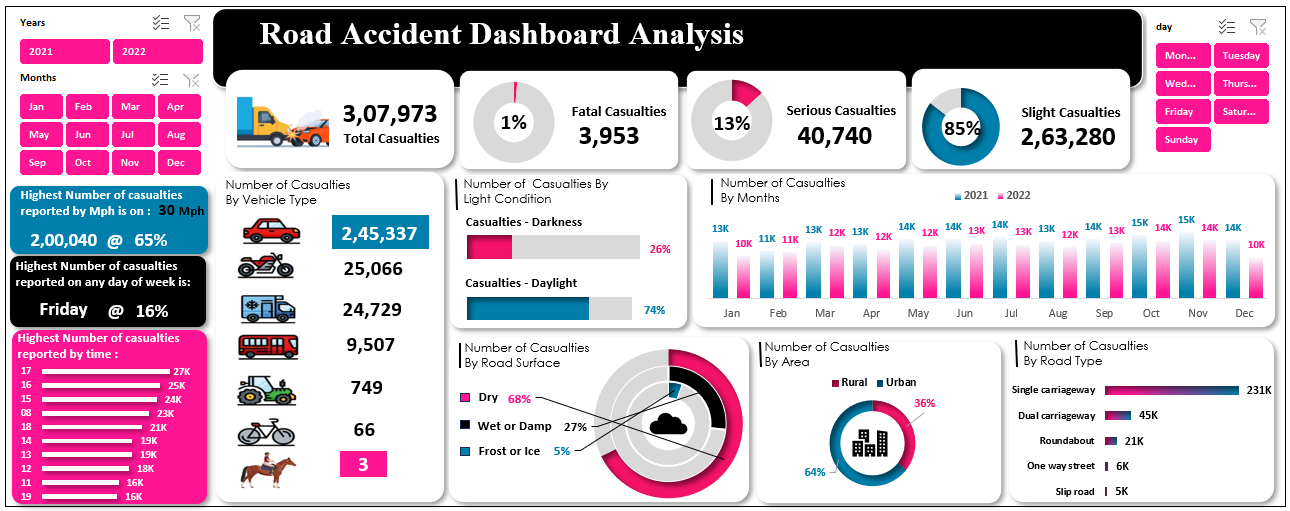 Road Accident Dashboard Analysis
Years
2021
2022
Months
Jan
Feb
Mar
Apr
May
Jun
Jul
Aug
Sep
Oct
Nov
Dec
day
Mon...
Tuesday
Wed...
Thurs...
Friday
Satur...
Sunday
3,07,973
Total Casualties
1%
Fatal Casualties
3,953
13%
Serious Casualties
40,740
85%
Slight Casualties
2,63,280
Highest Number of casualties
reported by Mph is on : 30 Mph
2,00,040 @ 65%
Highest Number of casualties
reported on any day of week is:
Friday @ 16%
Highest Number of casualties
reported by time :
17 27K
16 25K
15 24K
08 23K
18 21K
14 19K
13 19K
12 18K
11 16K
19 16K
Number of Casualties
By Vehicle Type
2,45,337
25,066
24,729
9,507
749
66
3
Number of Casualties By
Light Condition
Casualties - Darkness
26%
Casualties - Daylight
74%
Number of Casualties
By Months
2021 2022
13K 10K 11K 11K 13K 12K 13K 12K 14K 12K 14K 13K 14K 13K 13K 12K 13K 13K 15K 14K 15K 14K 14K 10K
Jan Feb Mar Apr May Jun Jul Aug Sep Oct Nov Dec
Number of Casualties
By Road Surface
Dry 68%
Wet or Damp 27%
Frost or Ice 5%
Number of Casualties
By Area
Rural Urban
36%
64%
Number of Casualties
By Road Type
Single carriageway 231K
Dual carriageway 45K
Roundabout 21K
One way street 6K
Slip road 5K